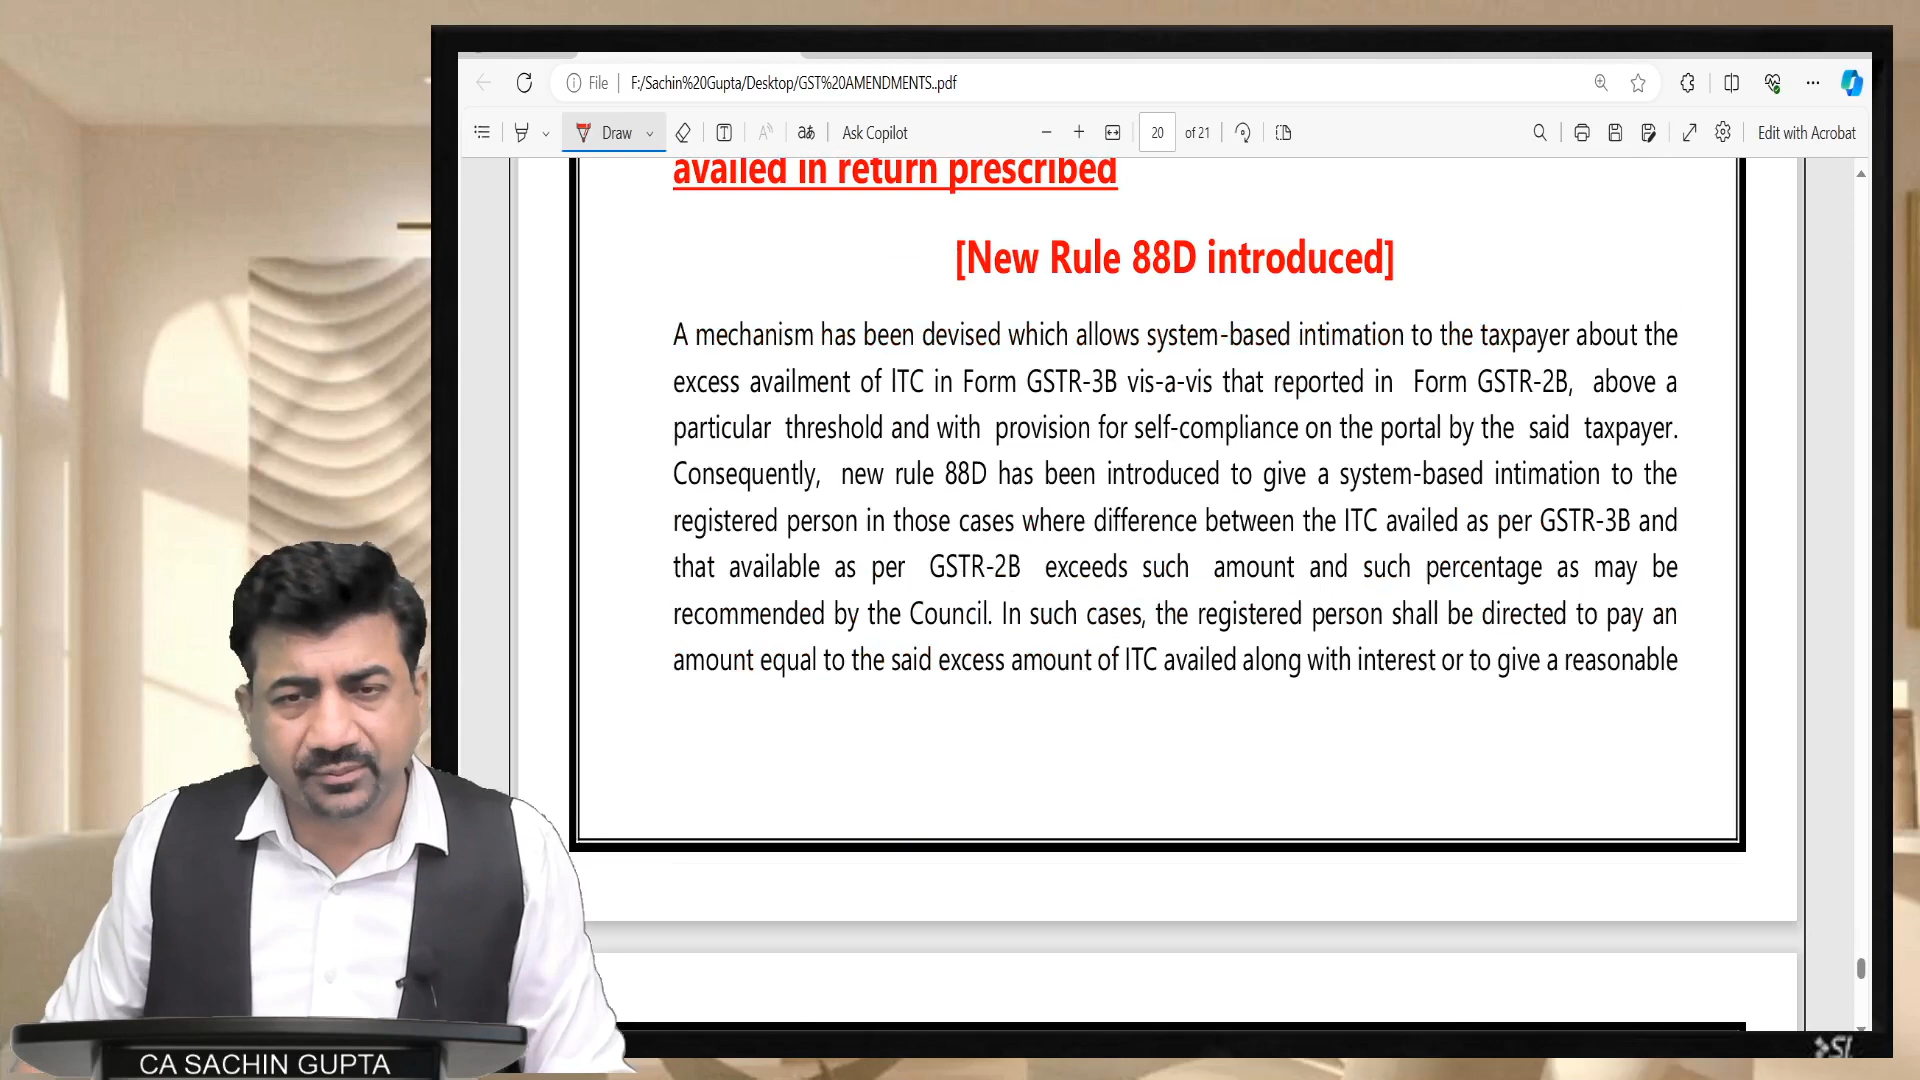 File
F:/Sachin%20Gupta/Desktop/GST%20AMENDMENTS..pdf
Draw
aあ
Ask Copilot
20
of 21
Edit with Acrobat
availed in return prescribed
[New Rule 88D introduced]
A mechanism has been devised which allows system-based intimation to the taxpayer about the
excess availment of lTC in Form GSTR-3B vis-a-vis that reported in Form GSTR-2B, above a
particular threshold and with provision for self-compliance on the portal by the said taxpayer.
Consequently, new rule 88D has been introduced to give a system-based intimation to the
registered person in those cases where difference between the ITC availed as per GSTR-3B and
that available as per GSTR-2B exceeds such amount and such percentage as may be
recommended by the Council. In such cases, the registered person shall be directed to pay an
amount equal to the said excess amount of ITC availed along with interest or to give a reasonable
CA SACHIN GUPTA